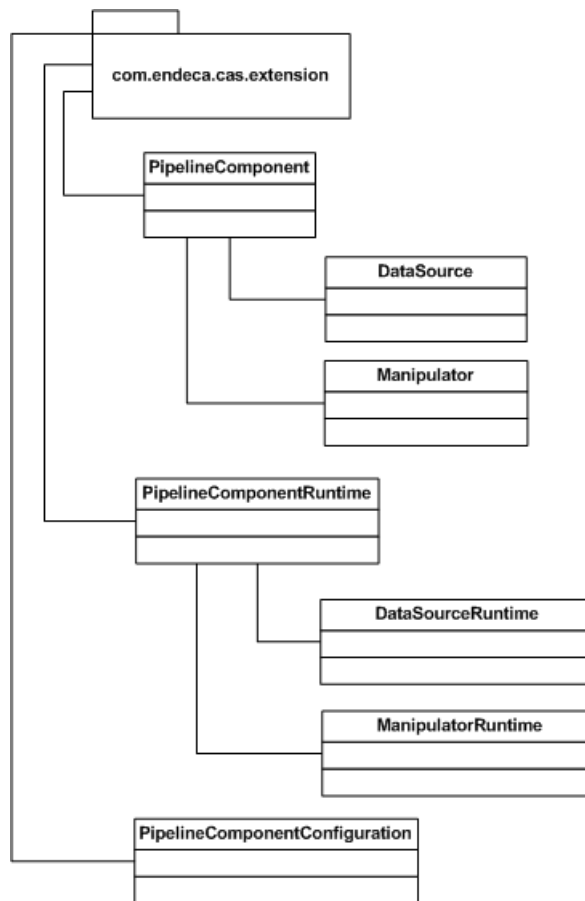 com.endeca.cas.extension
PipelineComponent
DataSource
Manipulator
PipelineComponentRuntime
DataSourceRuntime
ManipulatorRuntime
PipelineComponentConfiguration